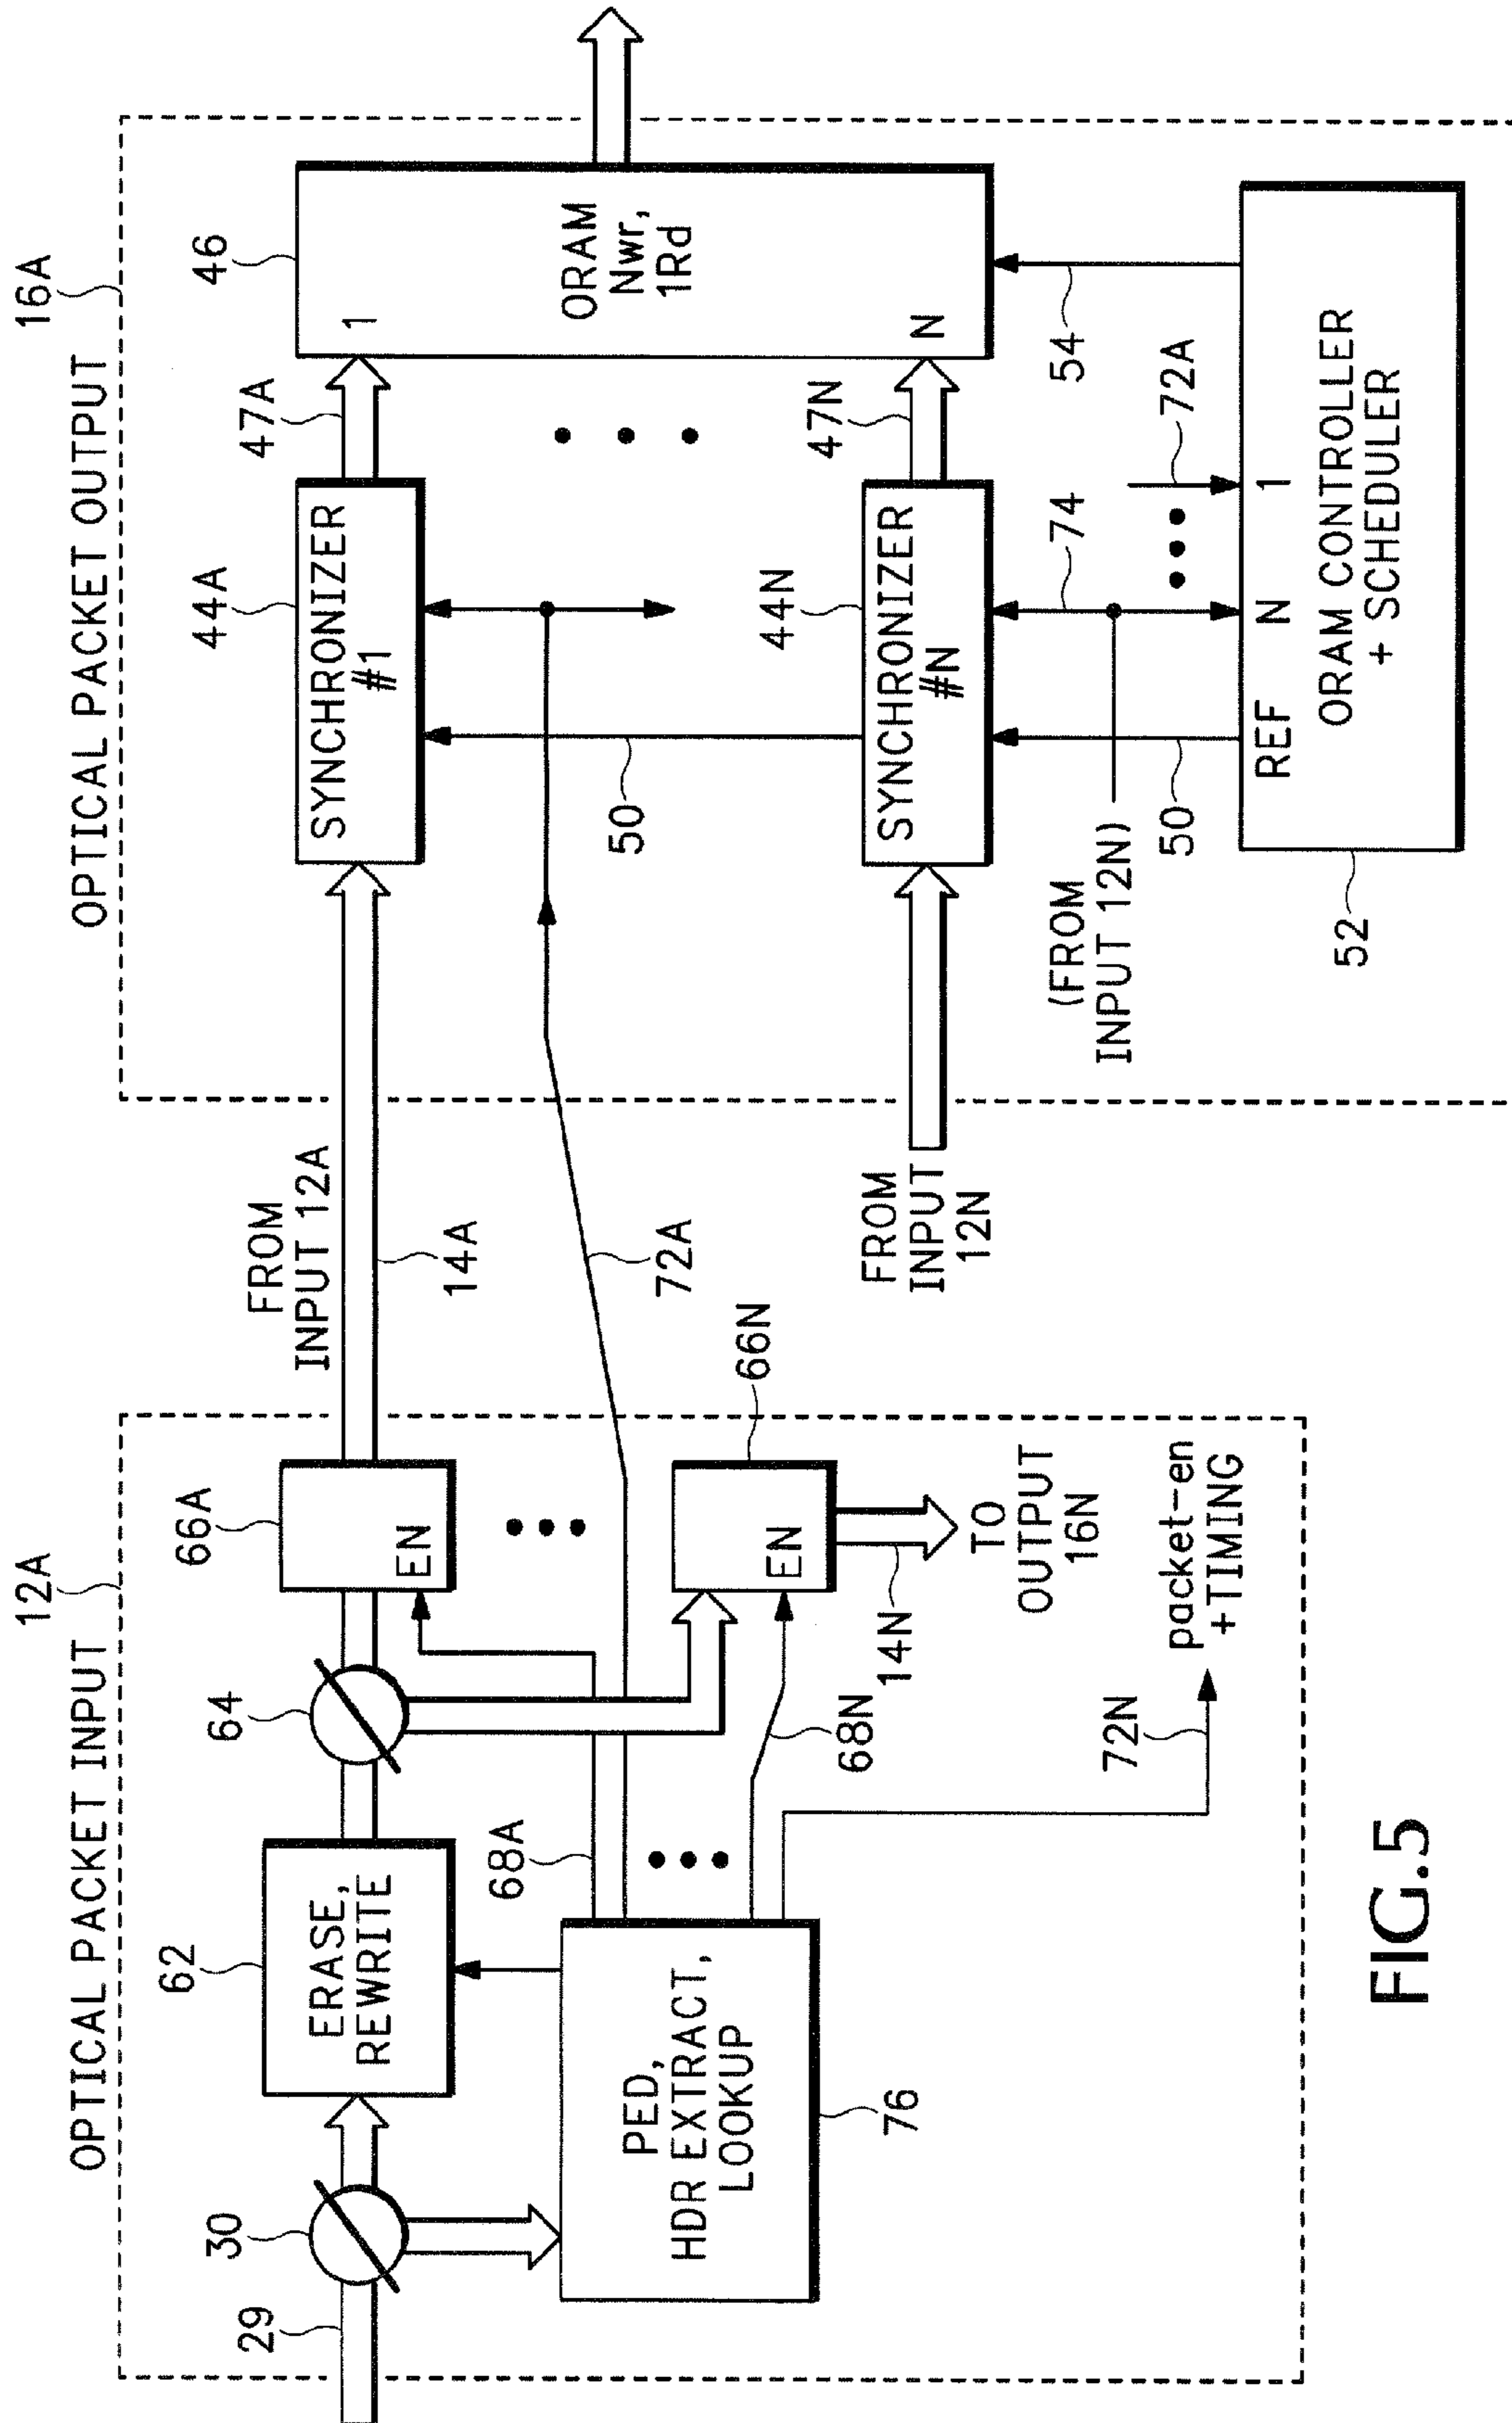 12A
OPTICAL PACKET INPUT
29
30
62
ERASE,
REWRITE
64
66A
EN
PED,
HDR EXTRACT,
LOOKUP
76
68A
68N
66N
EN
14N
TO
OUTPUT
16N
72N
packet-en
+TIMING
FROM
INPUT 12A
14A
72A
FROM
INPUT
12N
16A
OPTICAL PACKET OUTPUT
44A
SYNCHRONIZER
#1
47A
46
1
ORAM
Nwr,
1Rd
N
50
44N
SYNCHRONIZER
#N
47N
(FROM
INPUT 12N)
50
74
72A
54
REF
N
1
ORAM CONTROLLER
+ SCHEDULER
52
FIG.5